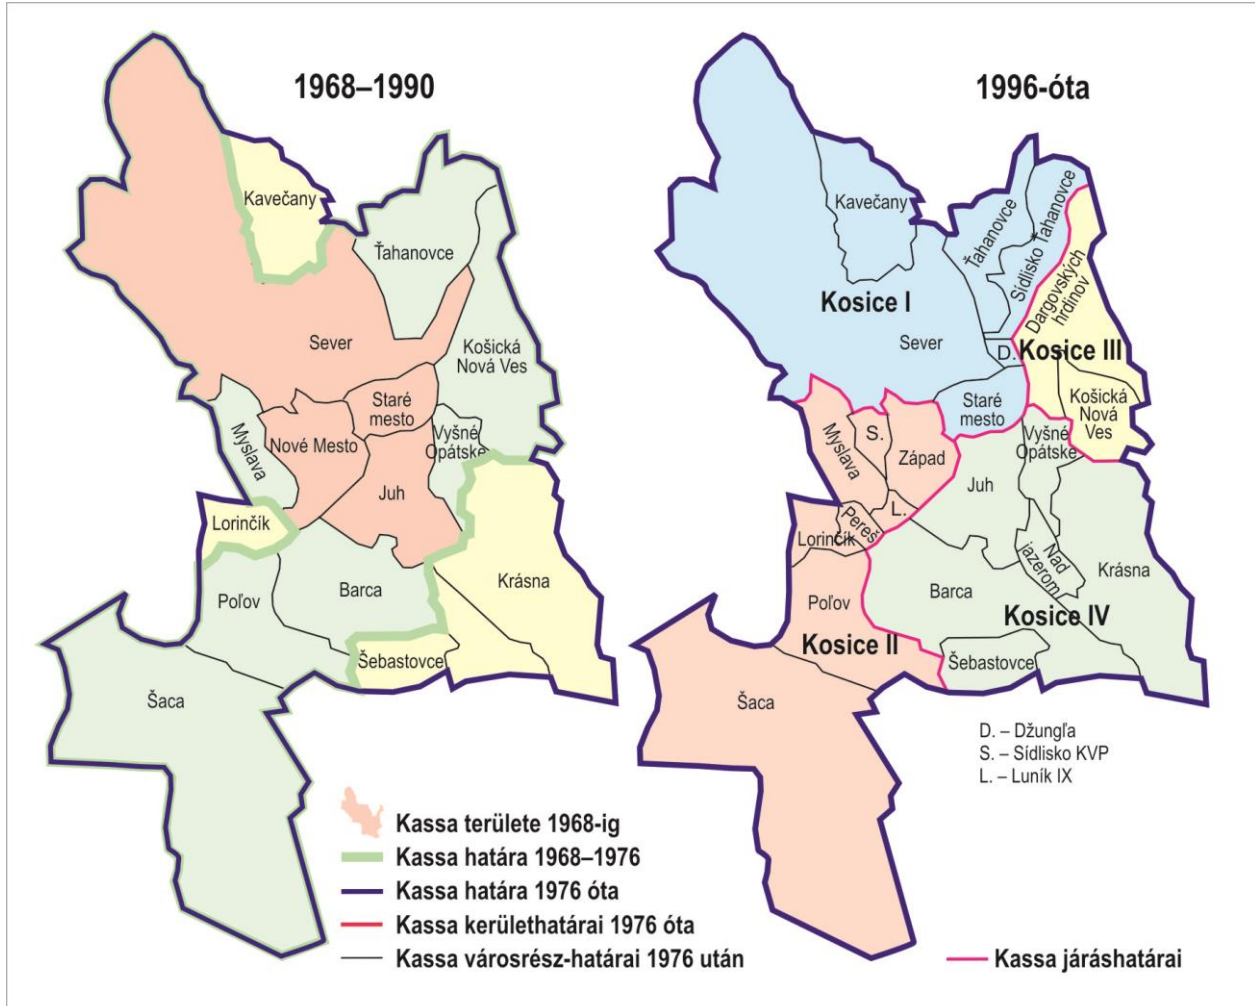 1968–1990
Kavečany
Ťahanovce
Sever
Košická
Nová Ves
Staré
mesto
Myslava
Nové Mesto
Vyšné
Opátske
Juh
Lorinčík
Krásna
Barca
Poľov
Šebastovce
Šaca
Kassa területe 1968-ig
Kassa határa 1968–1976
Kassa határa 1976 óta
Kassa kerülethatárai 1976 óta
Kassa városrész-határai 1976 után
1996-óta
Kavečany
Ťahanovce
Sídlisko Ťahanovce
Dargovských
hrdinov
Kosice I
Sever
D.
Kosice III
Staré
mesto
Košická
Nová
Ves
Myslava
S.
Západ
Vyšné
Opátske
Juh
L.
Pereš
Lorinčík
Nad
jazerom
Krásna
Barca
Poľov
Kosice IV
Kosice II
Šebastovce
Šaca
D. – Džungľa
S. – Sídlisko KVP
L. – Luník IX
Kassa járáshatárai